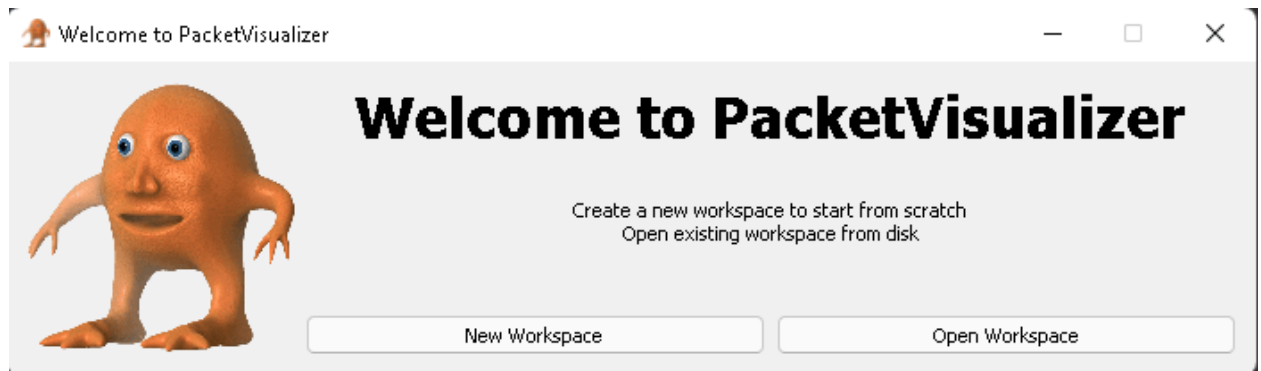 Welcome to PacketVisualizer
Welcome to PacketVisualizer
Create a new workspace to start from scratch
Open existing workspace from disk
New Workspace
Open Workspace